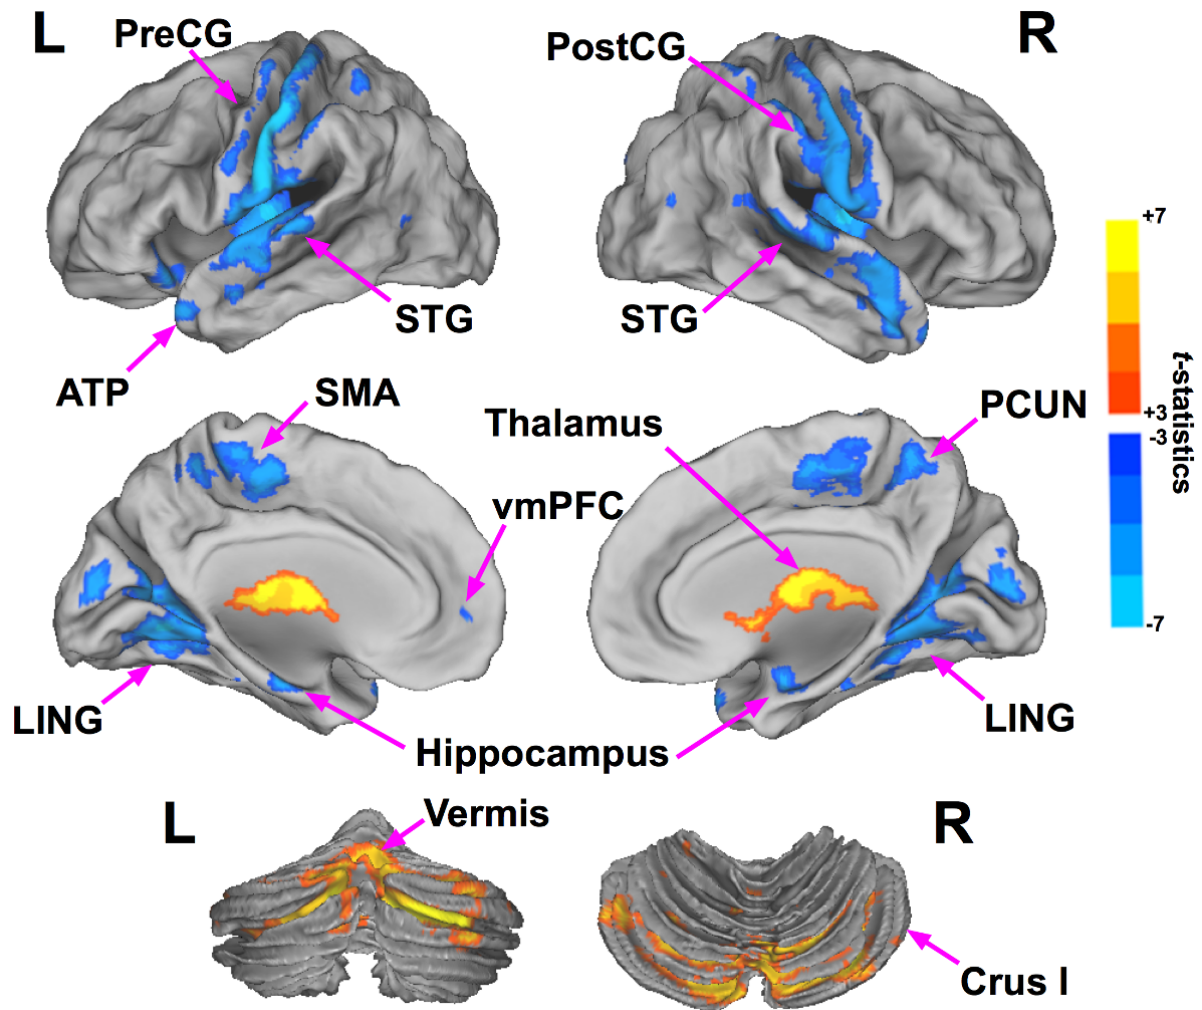 L
PreCG
PostCG
R
STG
STG
ATP
SMA
Thalamus
PCUN
vmPFC
LING
Hippocampus
LING
+7
+3
-3
-7
t-statistics
L
Vermis
R
Crus I